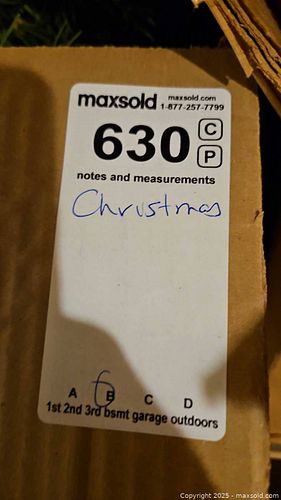 maxsold maxsold.com
1-877-257-7799
630 C
P
notes and measurements
Christmas
A B C D
1st 2nd 3rd bsmt garage outdoors
Copyright 2025 - maxsold.com